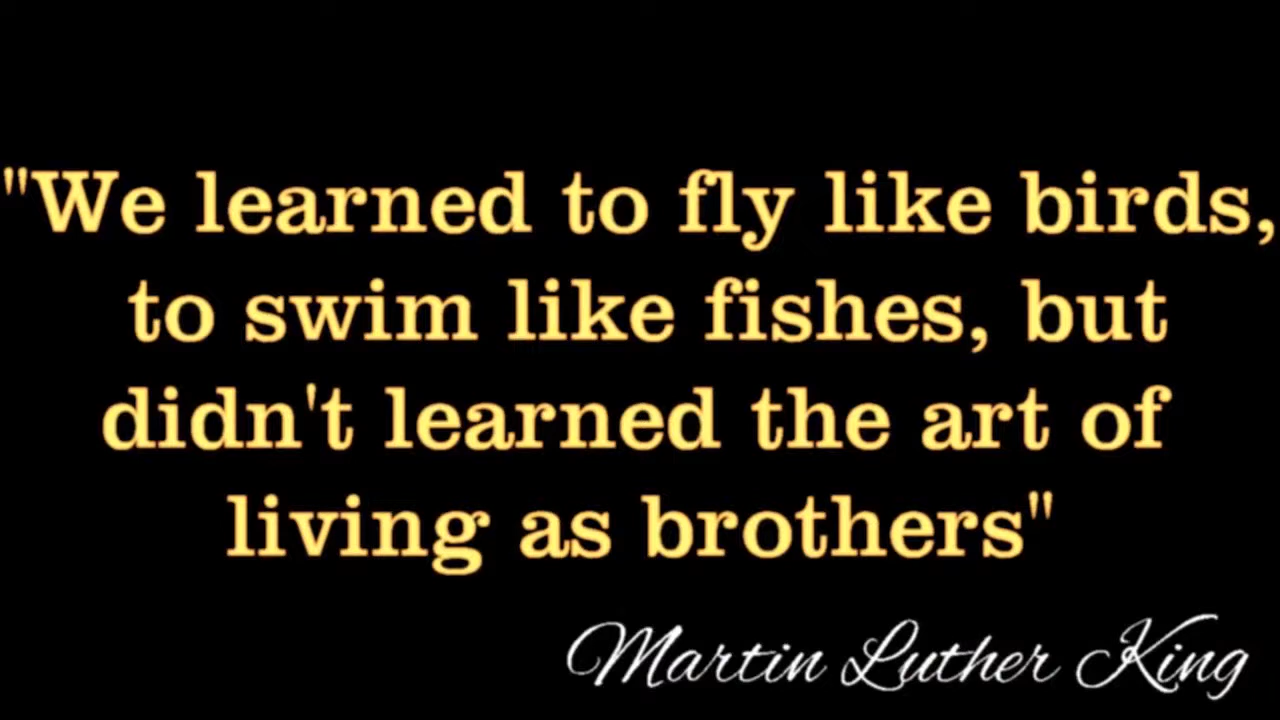 "We learned to fly like birds,
to swim like fishes, but
didn't learned the art of
living as brothers"
Martin Luther King